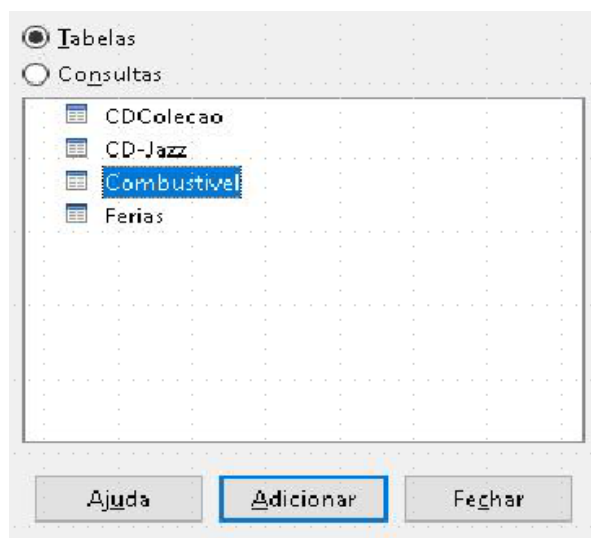 Tabelas
Consultas
CDColecao
CD-Jazz
Combustivel
Ferias
Ajuda Adicionar Fechar